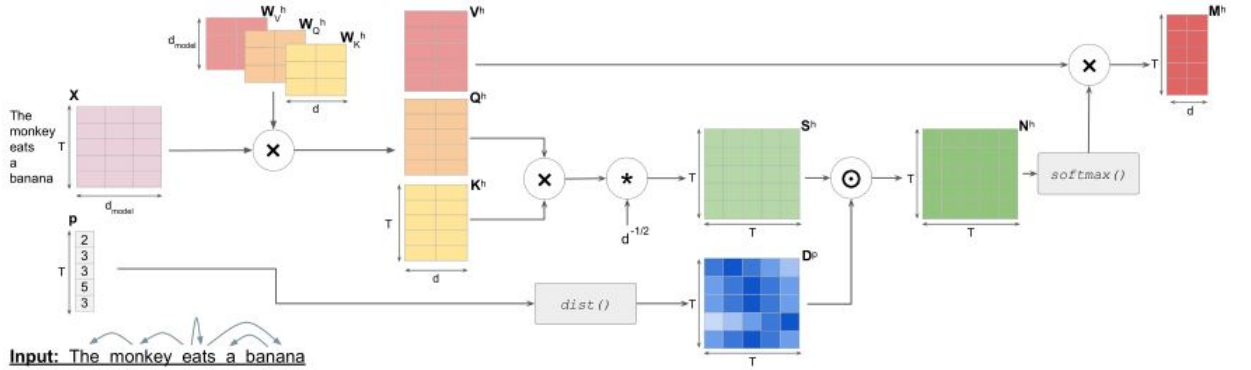 W_V^h
W_Q^h
W_K^h
d_model
d
X
The
monkey
eats
a
banana
T
d_model
×
V^h
Q^h
K^h
T
d
×
*
d^-1/2
S^h
T
T
⊙
N^h
T
T
softmax()
×
M^h
T
d
p
T
2
3
3
5
3
dist()
D^p
T
T
Input: The monkey eats a banana